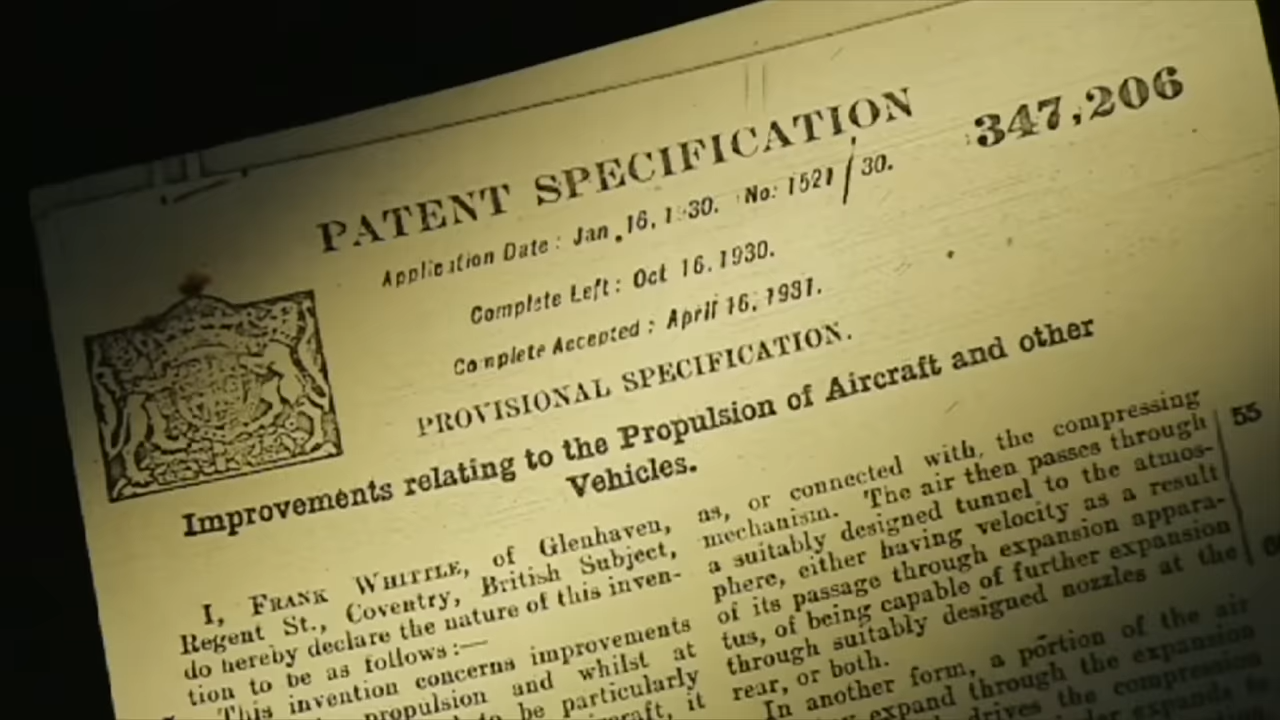 PATENT SPECIFICATION
347,206
Application Date: Jan. 16, 1930. No: 1521/30.
Complete Left: Oct 16. 1930.
Complete Accepted: April 16, 1931.
PROVISIONAL SPECIFICATION.
Improvements relating to the Propulsion of Aircraft and other
Vehicles.
I, FRANK WHITTLE, of Glenhaven,
Regent St., Coventry, British Subject,
do hereby declare the nature of this inven-
tion to be as follows:—
This invention concerns improvements
propulsion and whilst at
be particularly
it
as, or connected with, the compressing
mechanism. The air then passes through
a suitably designed tunnel to the atmos-
phere, either having velocity as a result
of its passage through expansion appara-
tus, of being capable of further expansion
through suitably designed nozzles at the
rear, or both.
In another form, a portion of the air
expand through the expansion
drives the compression
expands
55